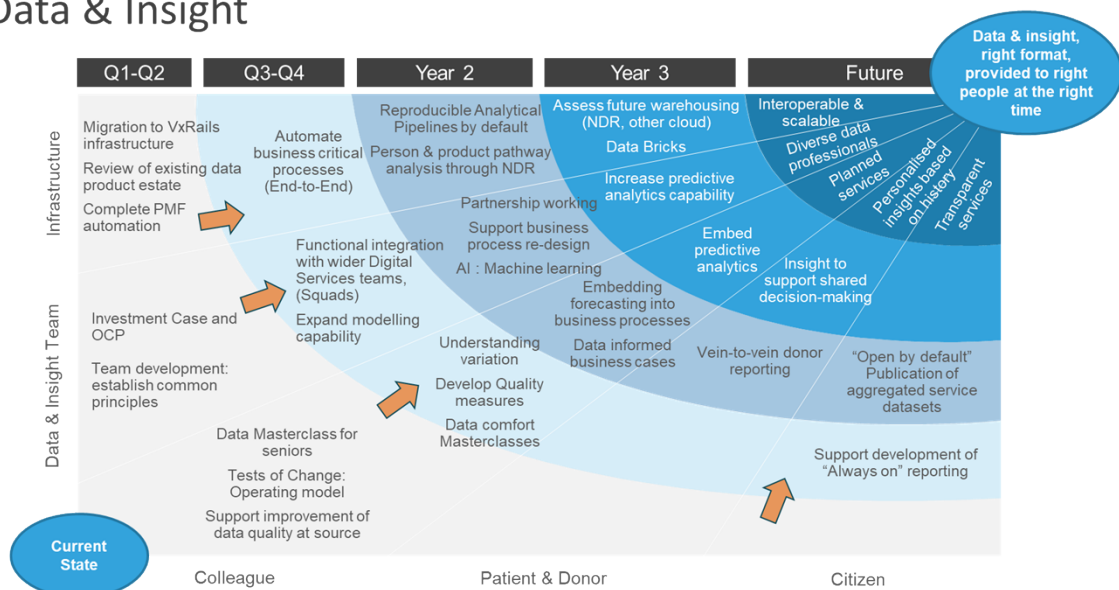 Data & Insight
Data & insight,
right format,
provided to right
people at the right
time
Q1-Q2
Q3-Q4
Year 2
Year 3
Future
Infrastructure
Migration to VxRails
infrastructure
Review of existing data
product estate
Complete PMF
automation
Automate
business critical
processes
(End-to-End)
Reproducible Analytical
Pipelines by default
Person & product pathway
analysis through NDR
Assess future warehousing
(NDR, other cloud)
Data Bricks
Increase predictive
analytics capability
Interoperable &
scalable
Diverse data
professionals
Planned
services
Personalised
insights based
on history
Transparent
services
Partnership working
Support business
process re-design
AI : Machine learning
Functional integration
with wider Digital
Services teams,
(Squads)
Expand modelling
capability
Embed
predictive
analytics
Insight to
support shared
decision-making
Embedding
forecasting into
business processes
Data informed
business cases
Data & Insight Team
Investment Case and
OCP
Team development:
establish common
principles
Understanding
variation
Develop Quality
measures
Data comfort
Masterclasses
Vein-to-vein donor
reporting
“Open by default”
Publication of
aggregated service
datasets
Data Masterclass for
seniors
Tests of Change:
Operating model
Support improvement of
data quality at source
Support development of
“Always on” reporting
Current
State
Colleague
Patient & Donor
Citizen